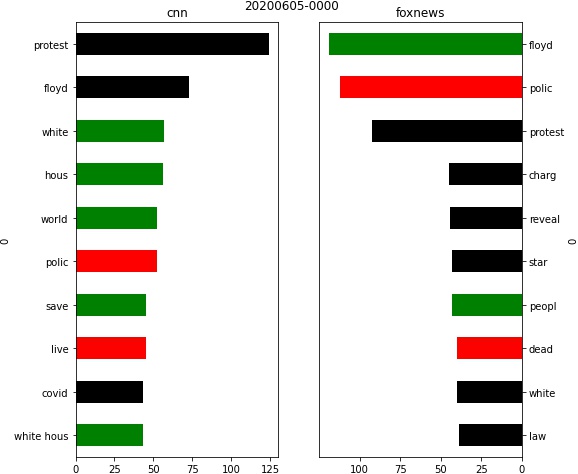 20200605-0000
cnn
foxnews
protest
floyd
white
hous
world
polic
save
live
covid
white hous
0
0 25 50 75 100 125
floyd
polic
protest
charg
reveal
star
peopl
dead
white
law
0
100 75 50 25 0